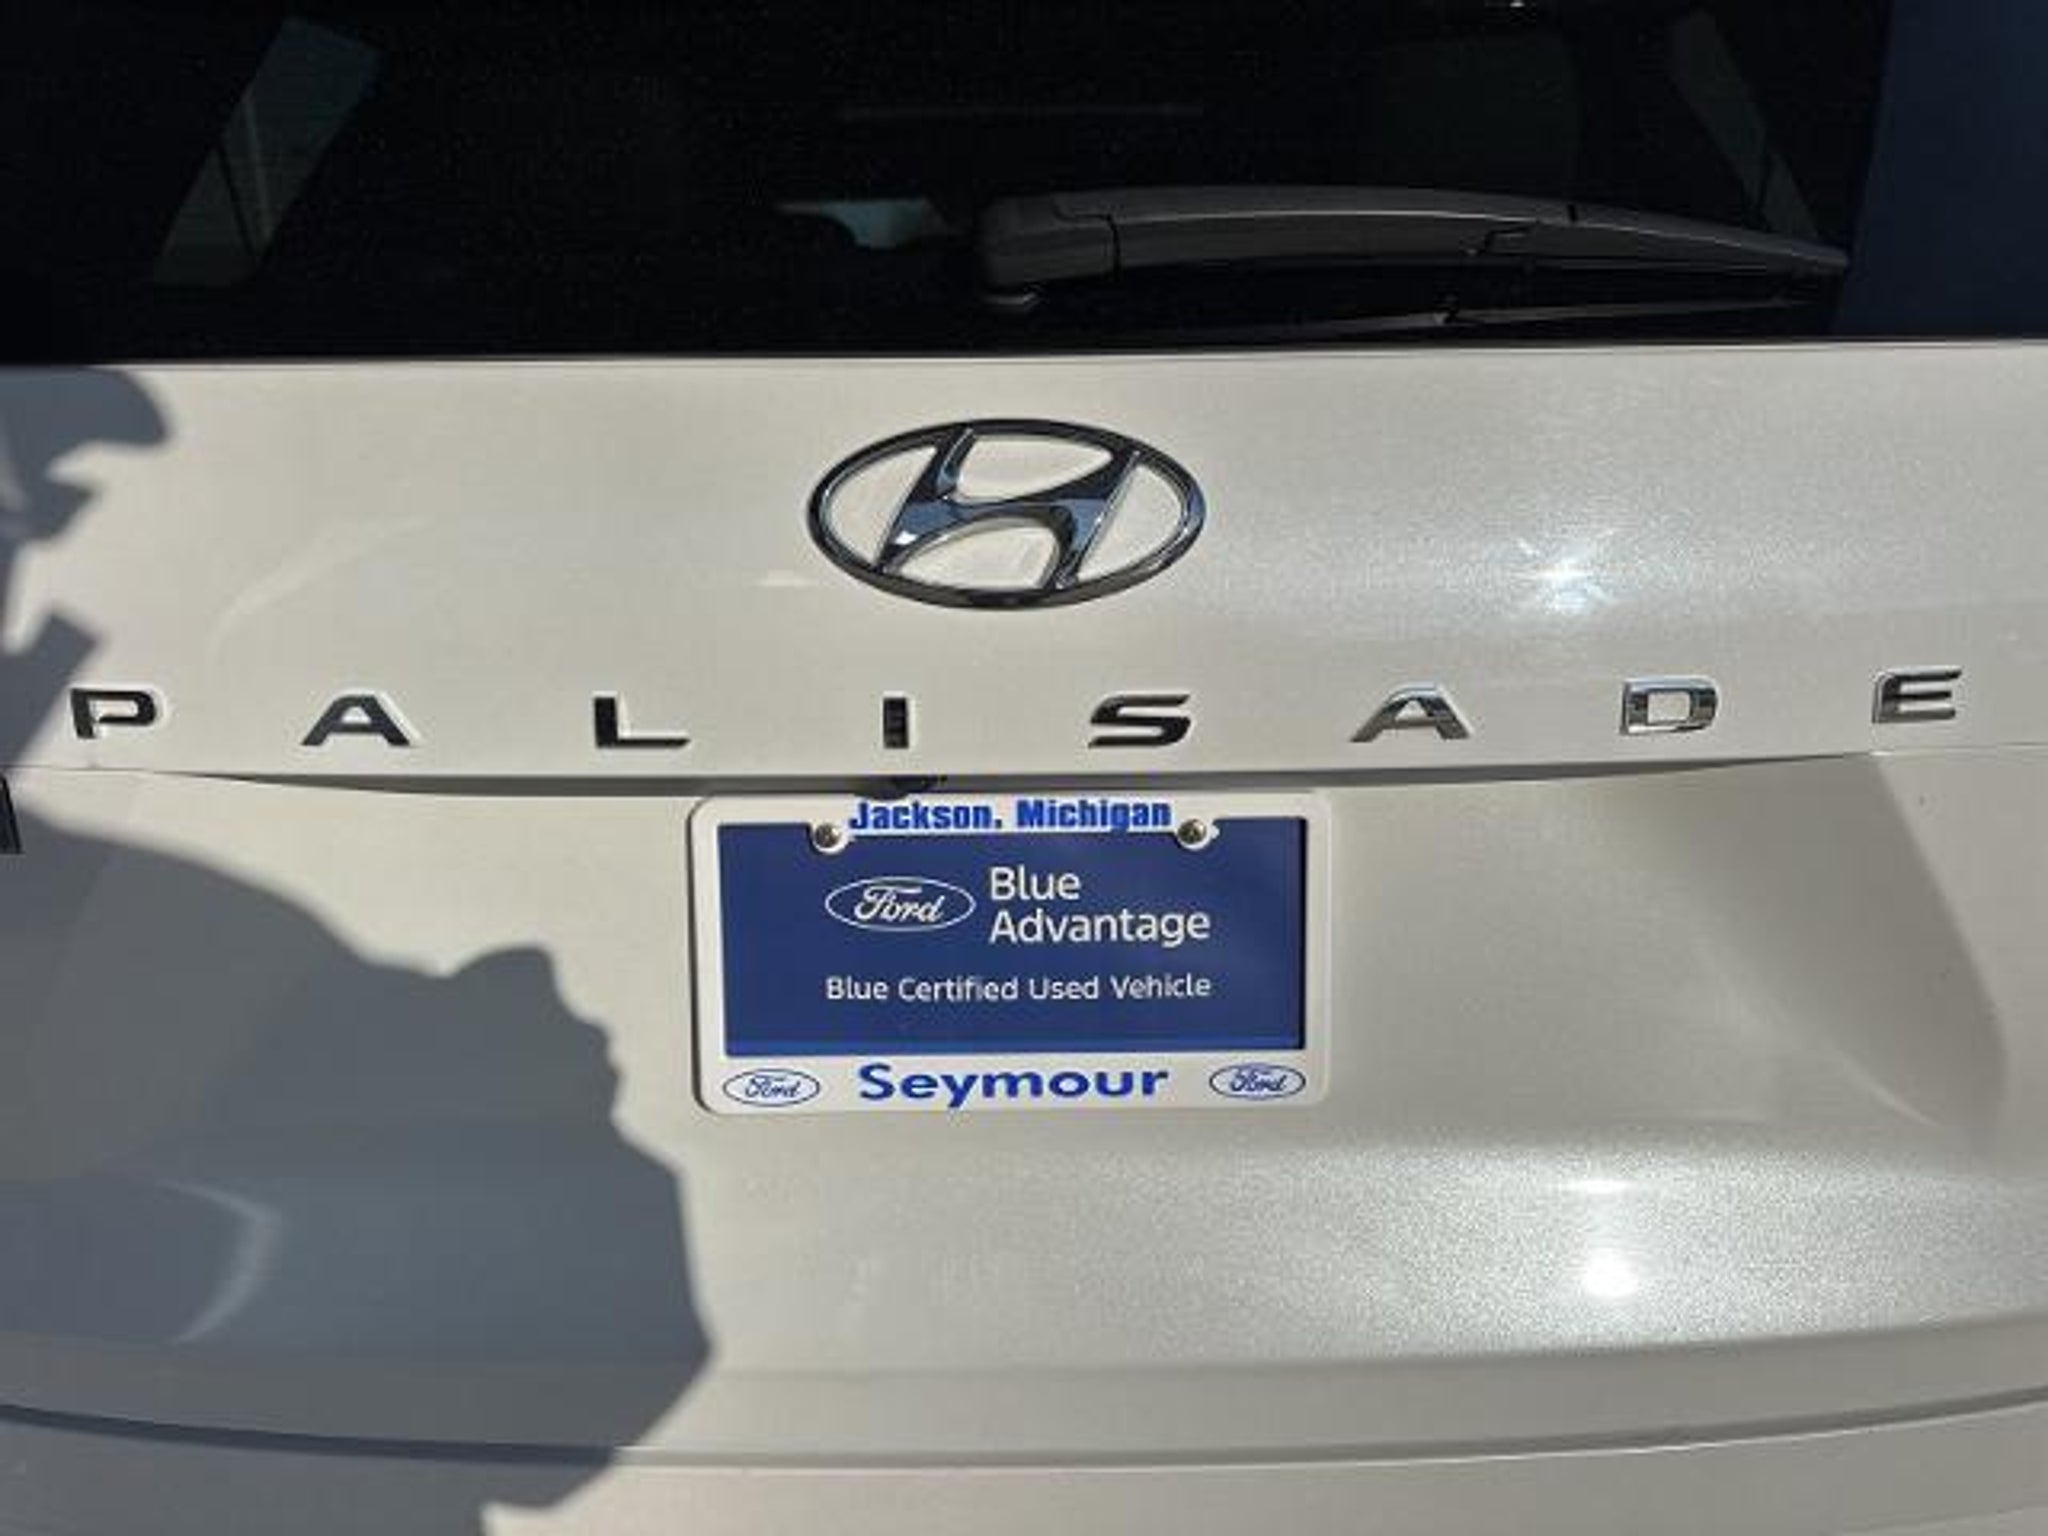 PALISADE
Jackson, Michigan
Ford Blue
Advantage
Blue Certified Used Vehicle
Ford Seymour Ford